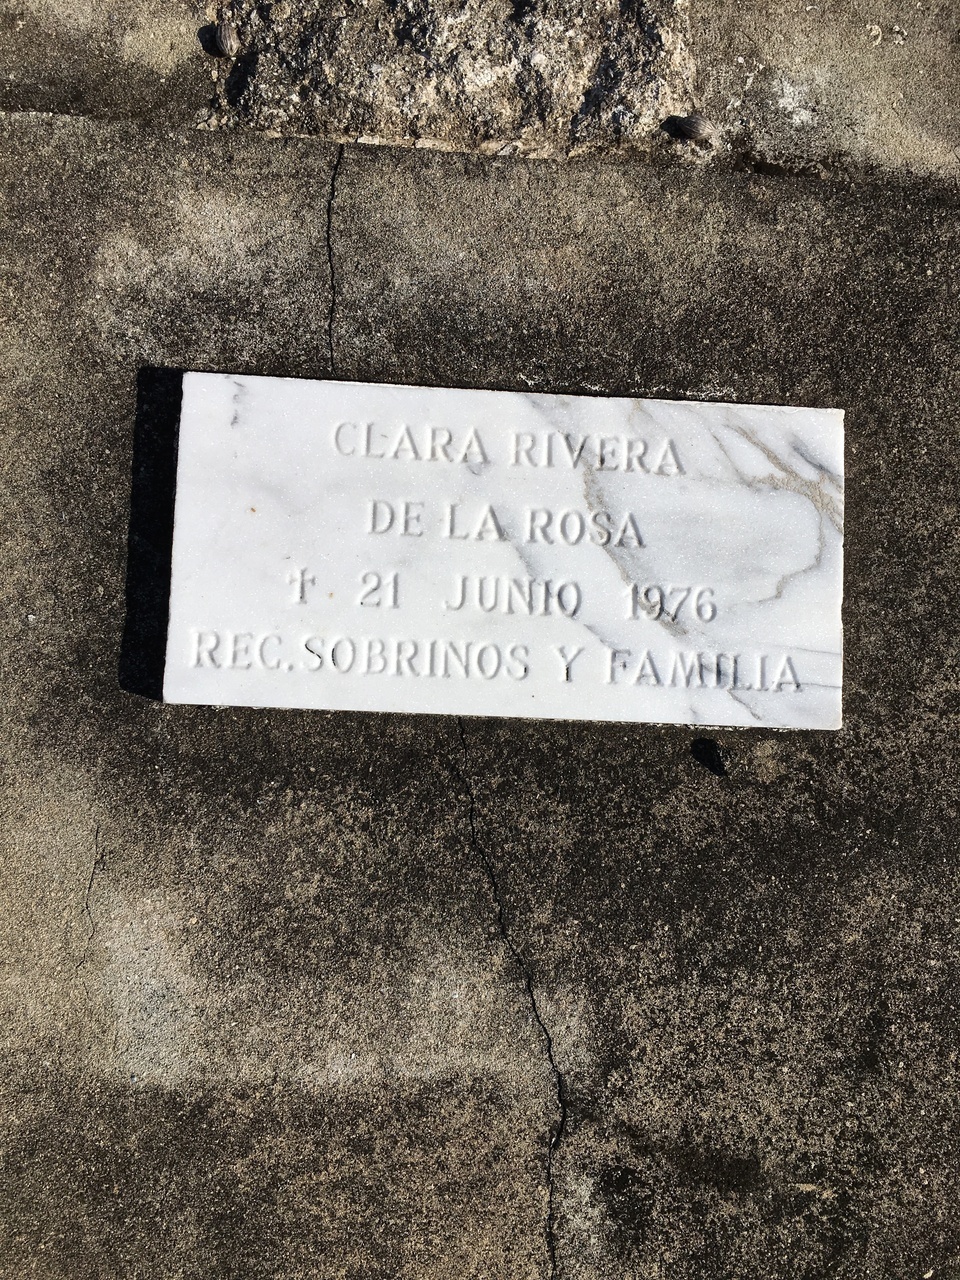 CLARA RIVERA
DE LA ROSA
✝ 21 JUNIO 1976
REC. SOBRINOS Y FAMILIA